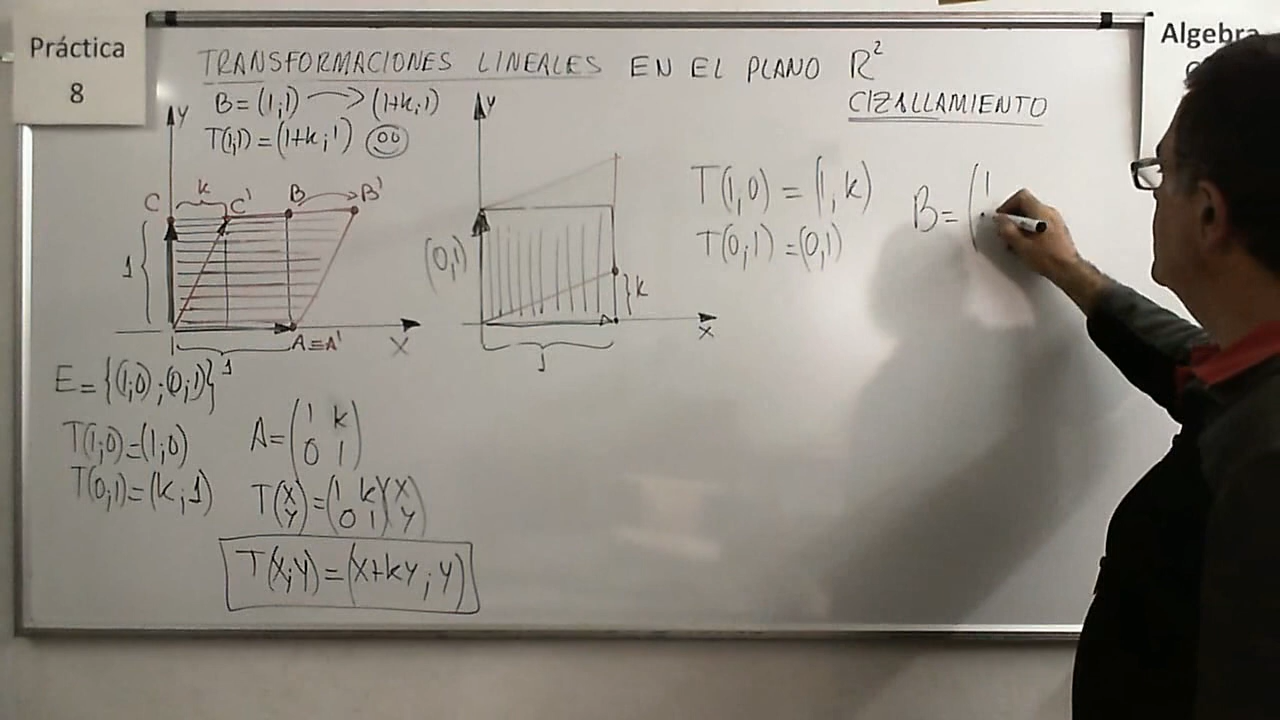 Práctica
8
Algebra
TRANSFORMACIONES LINEALES EN EL PLANO R²
CIZALLAMIENTO
B=(1;1) → (1+k;1)
T(1;1)=(1+k;1)
Y
k
C C' B B'
1
A≡A'
X
1
Y
(0;1)
k
X
1
T(1,0) = (1,k)
T(0;1)=(0;1)
B=(1
E={(1;0);(0;1)}
T(1;0)=(1;0)
T(0;1)=(k;1)
A=(1 k
0 1)
T(X
Y)=(1 k
0 1)(X
Y)
T(X;Y)=(X+kY;Y)